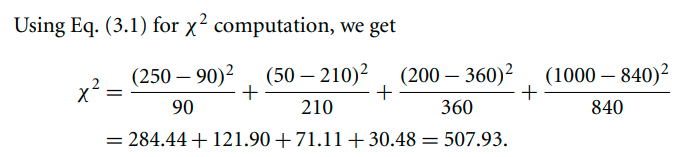 Using Eq. (3.1) for χ² computation, we get
χ² = (250 – 90)²/90 + (50 – 210)²/210 + (200 – 360)²/360 + (1000 – 840)²/840
= 284.44 + 121.90 + 71.11 + 30.48 = 507.93.